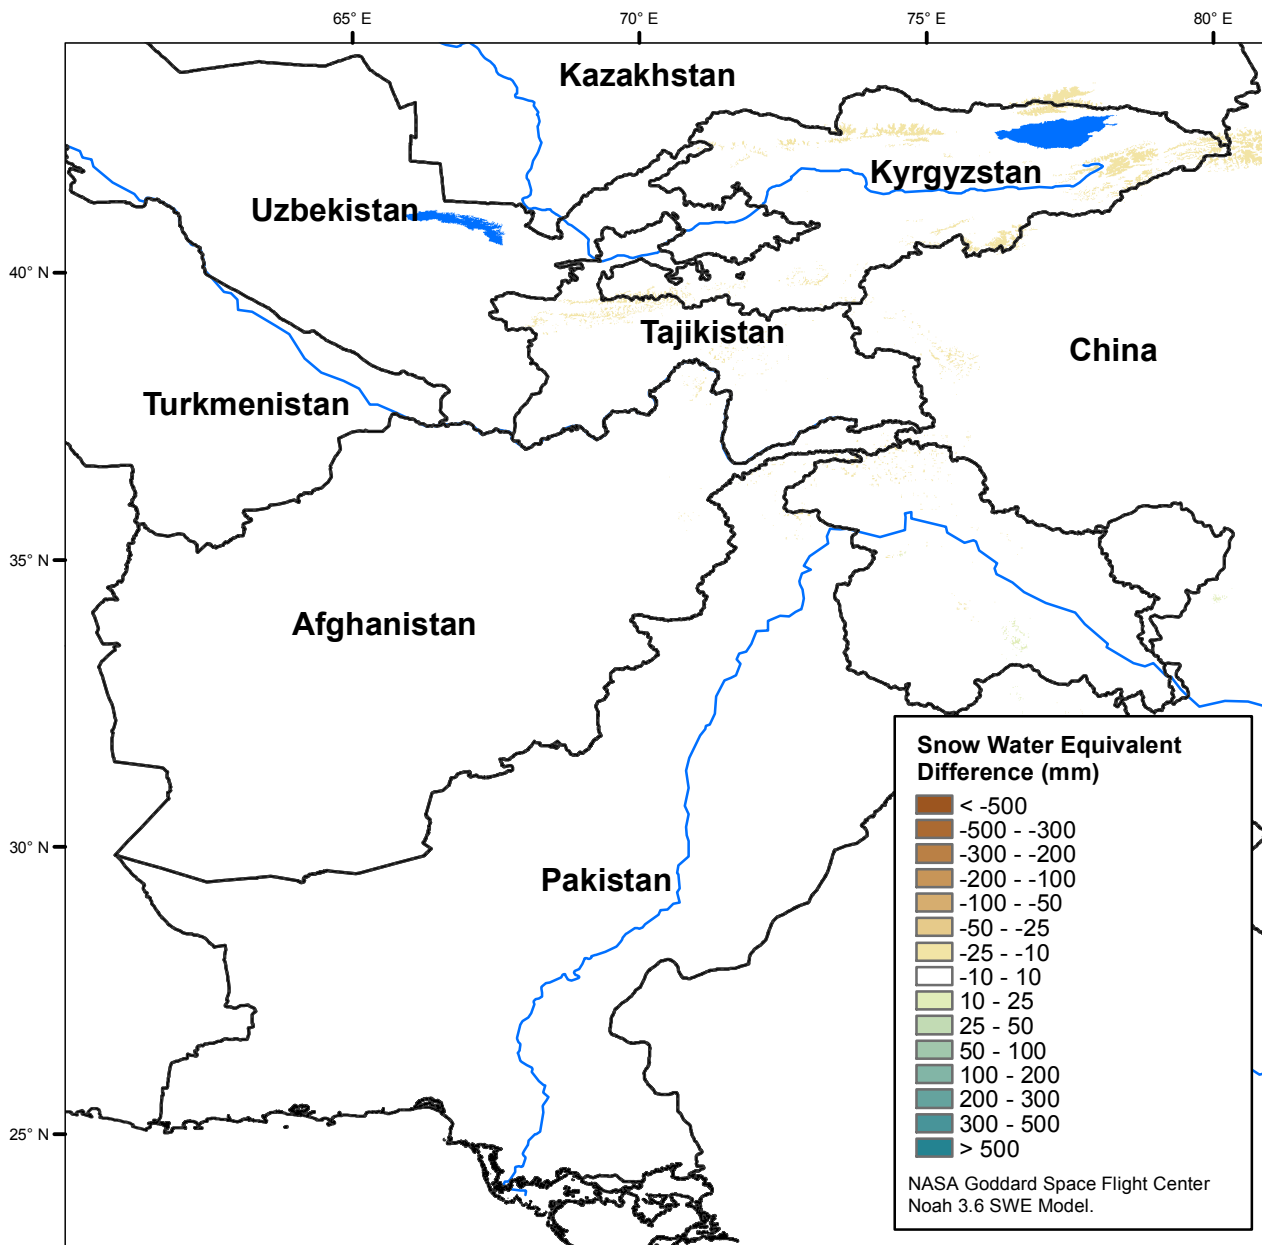 65° E
70° E
75° E
80° E
Kazakhstan
Kyrgyzstan
Uzbekistan
40° N
Tajikistan
China
Turkmenistan
35° N
Afghanistan
Snow Water Equivalent
Difference (mm)
< -500
-500 - -300
-300 - -200
-200 - -100
-100 - -50
-50 - -25
-25 - -10
-10 - 10
10 - 25
25 - 50
50 - 100
100 - 200
200 - 300
300 - 500
> 500
NASA Goddard Space Flight Center
Noah 3.6 SWE Model.
30° N
Pakistan
25° N